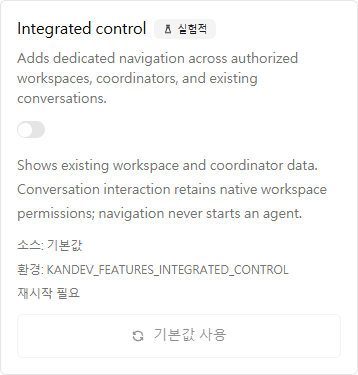 Integrated control 실험적
Adds dedicated navigation across authorized
workspaces, coordinators, and existing
conversations.
Shows existing workspace and coordinator data.
Conversation interaction retains native workspace
permissions; navigation never starts an agent.
소스: 기본값
환경: KANDEV_FEATURES_INTEGRATED_CONTROL
재시작 필요
기본값 사용